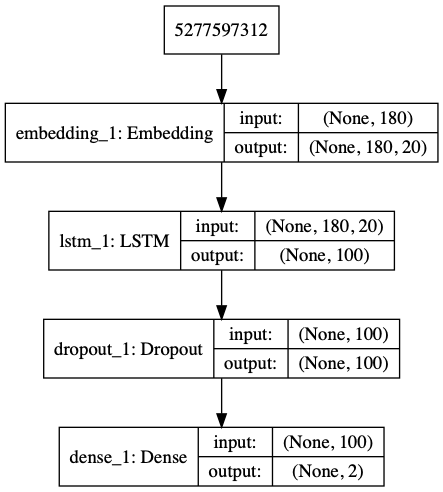 5277597312
embedding_1: Embedding
input: (None, 180)
output: (None, 180, 20)
lstm_1: LSTM
input: (None, 180, 20)
output: (None, 100)
dropout_1: Dropout
input: (None, 100)
output: (None, 100)
dense_1: Dense
input: (None, 100)
output: (None, 2)